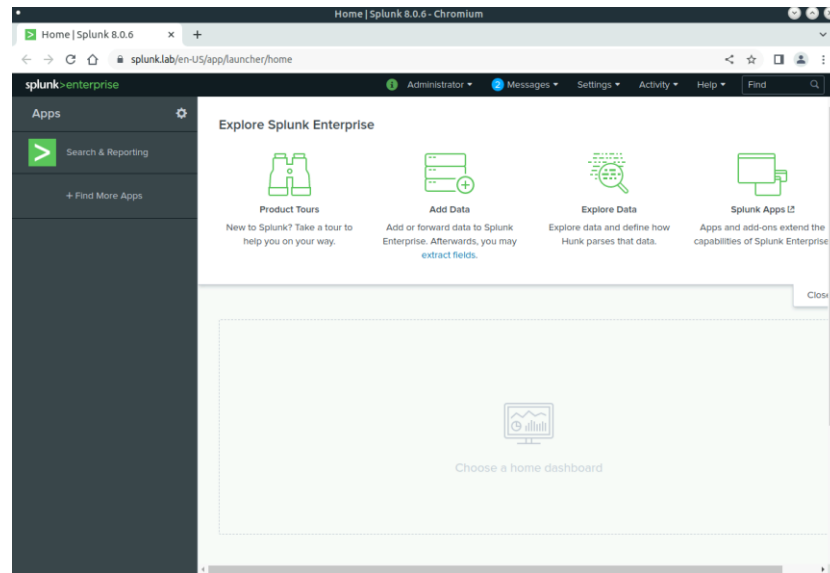 Home | Splunk 8.0.6 - Chromium
Home | Splunk 8.0.6
splunk.lab/en-US/app/launcher/home
splunk>enterprise
Administrator
2 Messages
Settings
Activity
Help
Find
Apps
Search & Reporting
+ Find More Apps
Explore Splunk Enterprise
Product Tours
New to Splunk? Take a tour to
help you on your way.
Add Data
Add or forward data to Splunk
Enterprise. Afterwards, you may
extract fields.
Explore Data
Explore data and define how
Hunk parses that data.
Splunk Apps
Apps and add-ons extend the
capabilities of Splunk Enterprise
Close
Choose a home dashboard